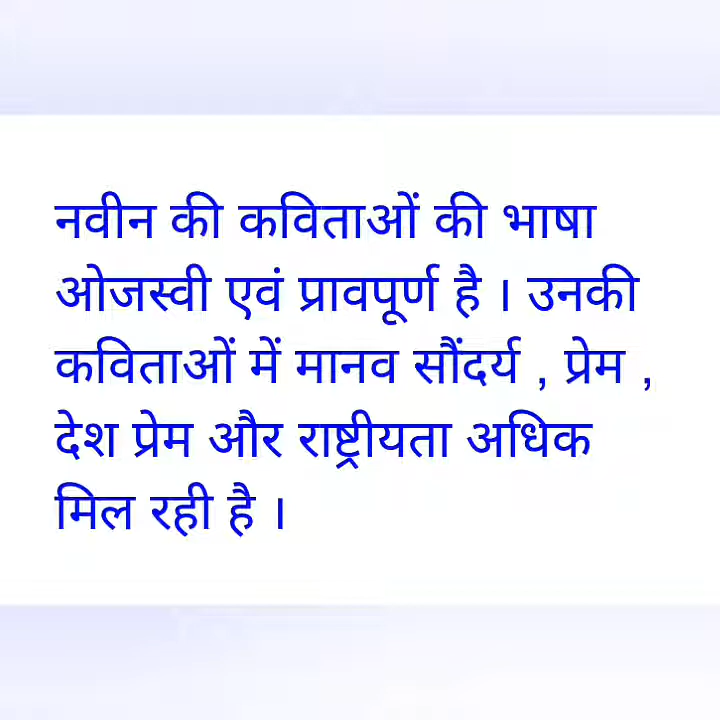 नवीन की कविताओं की भाषा
ओजस्वी एवं प्रावपूर्ण है । उनकी
कविताओं में मानव सौंदर्य , प्रेम ,
देश प्रेम और राष्ट्रीयता अधिक
मिल रही है ।